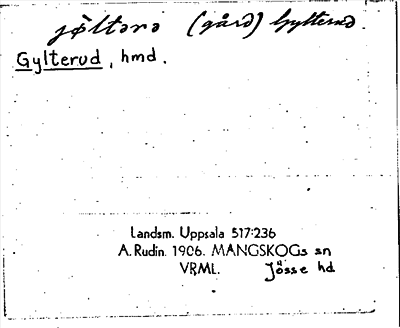 jøltərə (gård) Gylterud.
Gylterud, hmd.
Landsm. Uppsala 517:236
A. Rudin. 1906. MANGSKOGs sn
VRML. Jösse hd